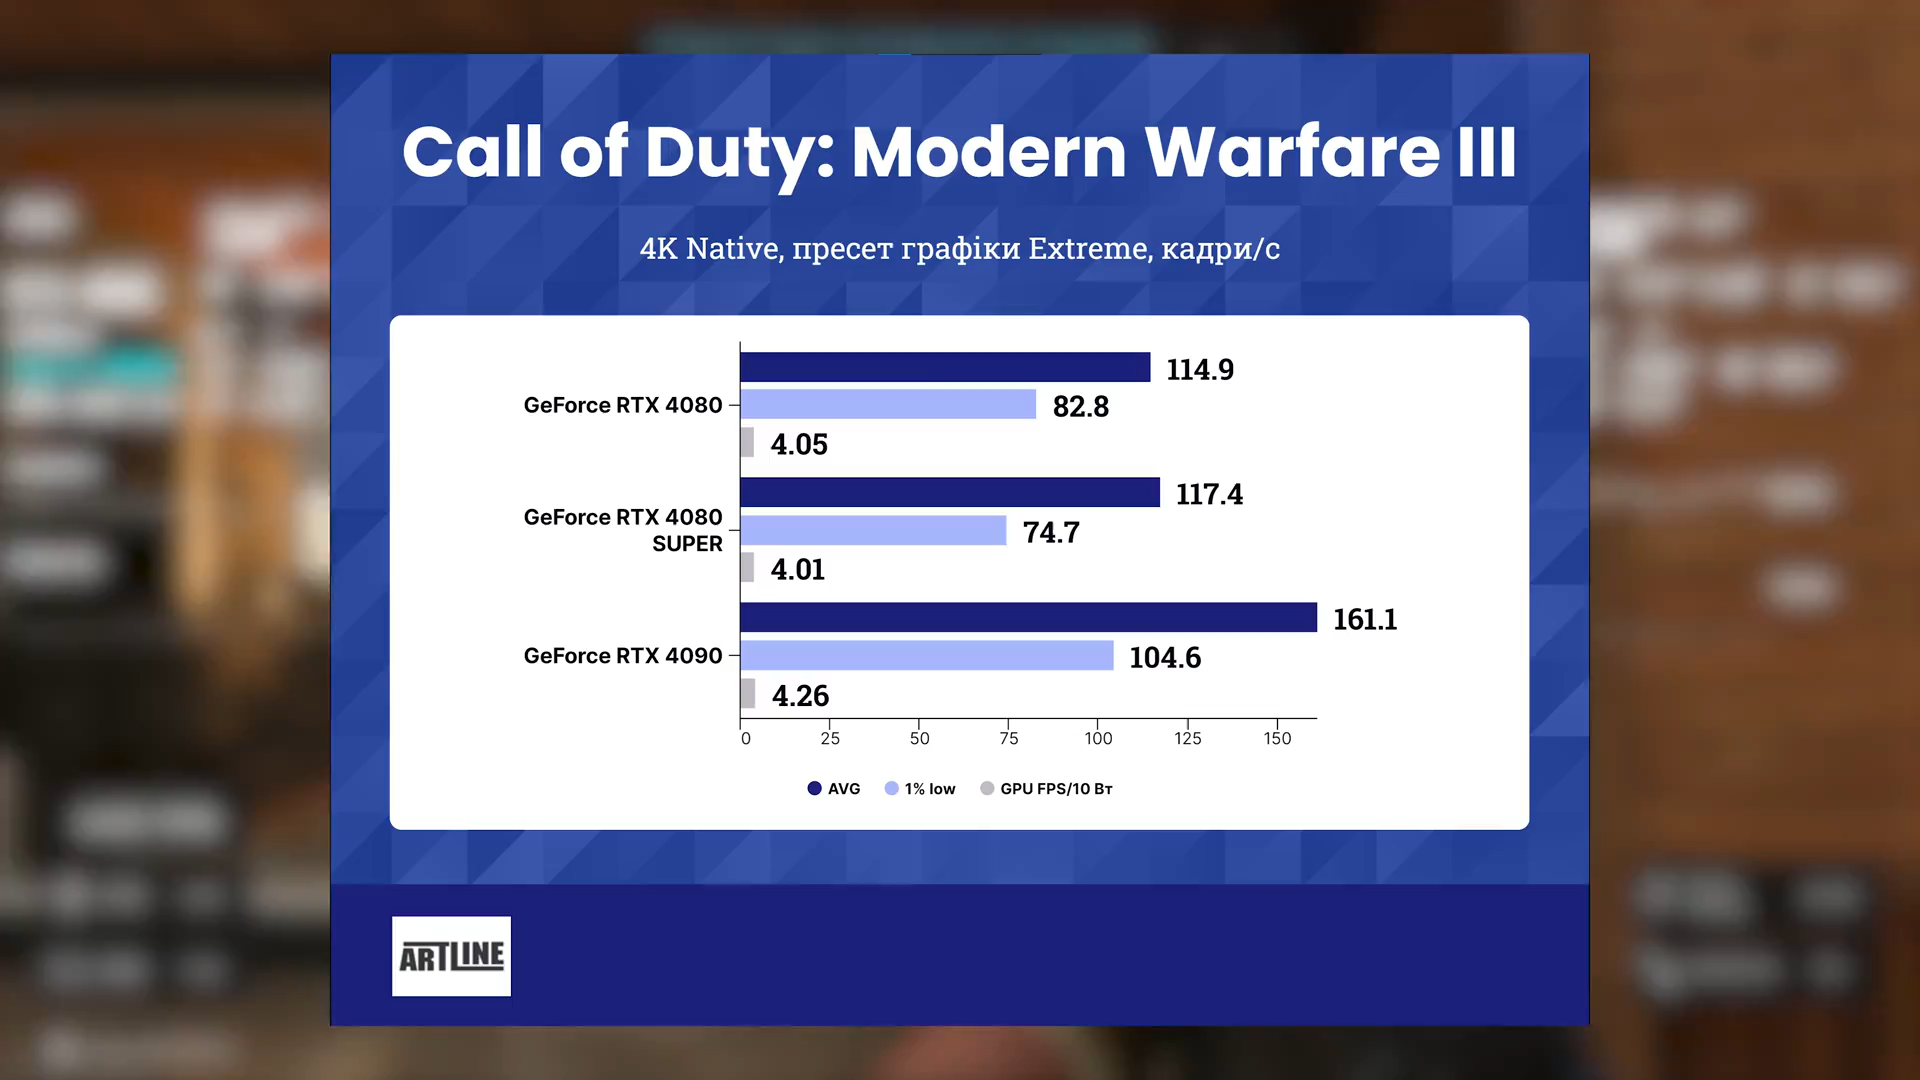 Call of Duty: Modern Warfare III
4K Native, пресет графіки Extreme, кадри/с
GeForce RTX 4080
114.9
82.8
4.05
GeForce RTX 4080
SUPER
117.4
74.7
4.01
GeForce RTX 4090
161.1
104.6
4.26
0 25 50 75 100 125 150
AVG 1% low GPU FPS/10 Вт
ARTLINE